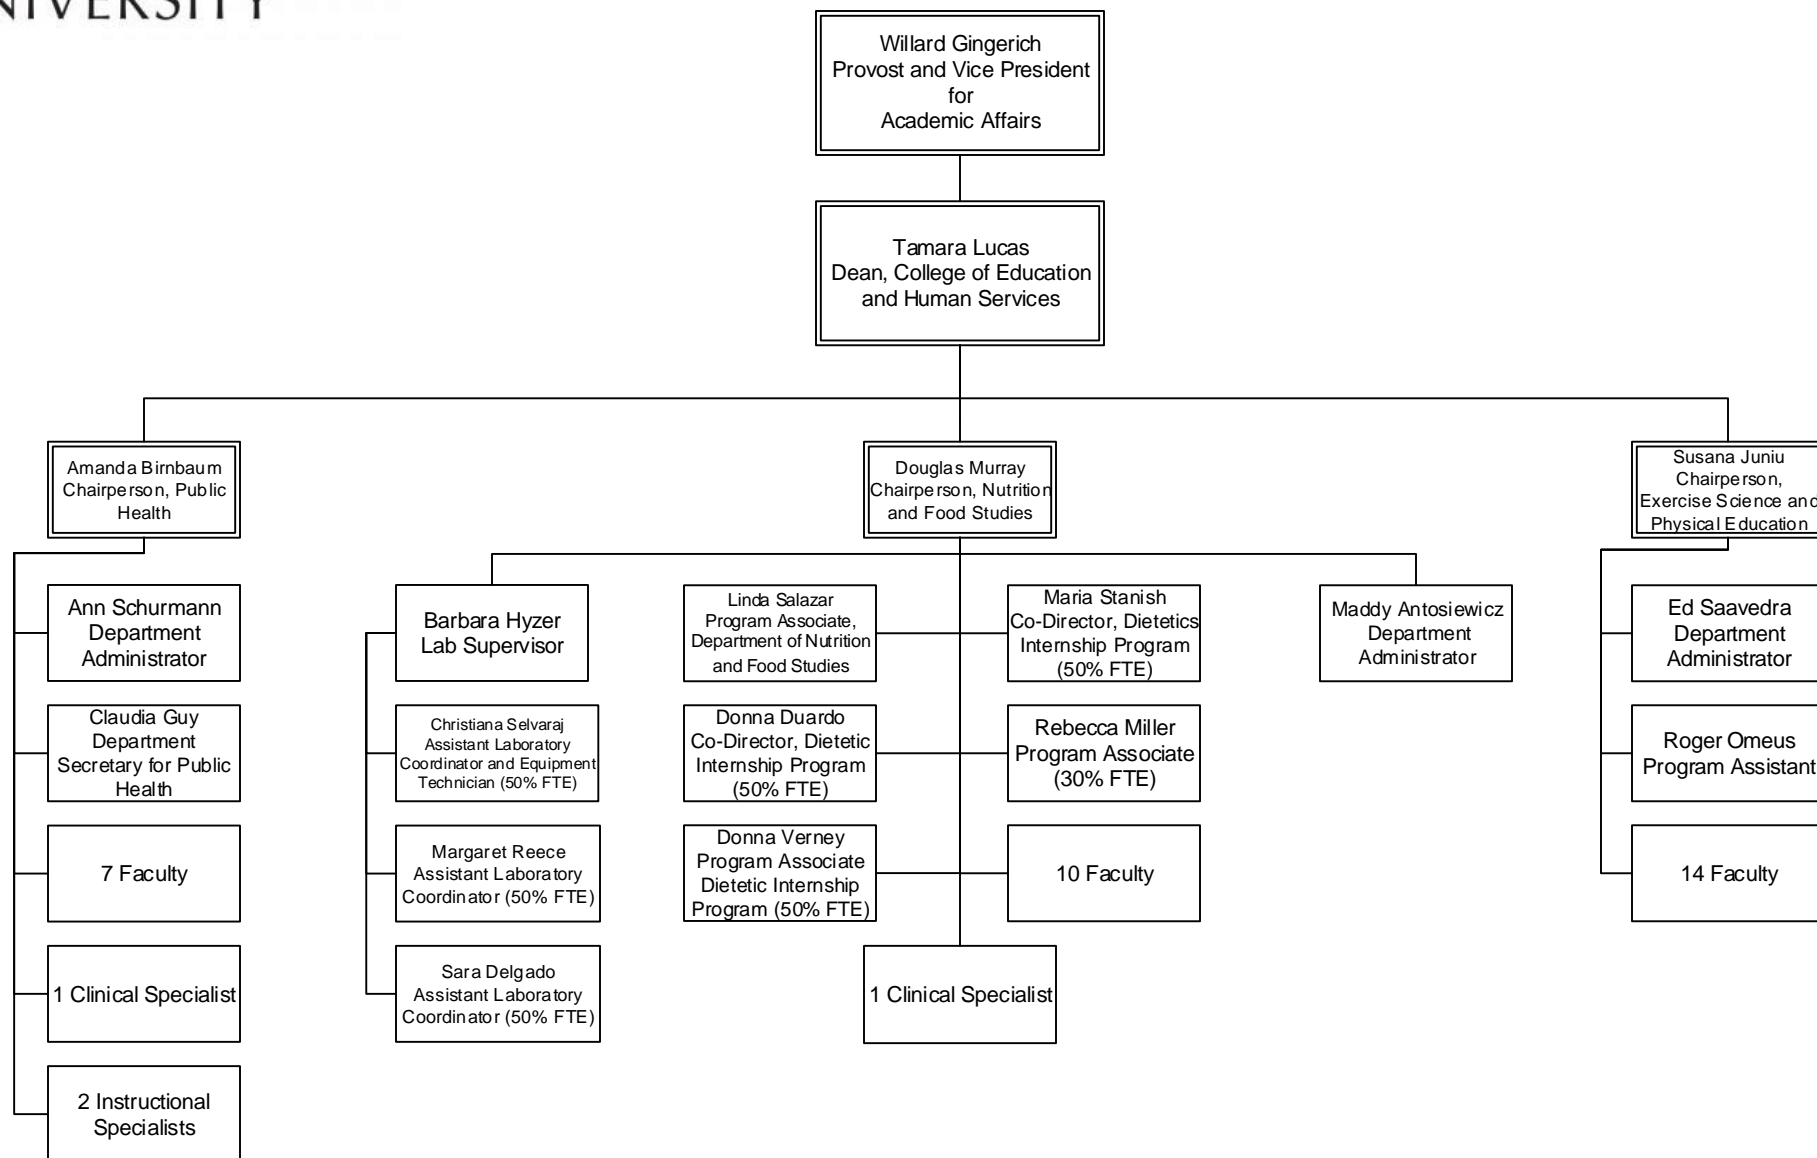 Willard Gingerich
Provost and Vice President
for
Academic Affairs
Tamara Lucas
Dean, College of Education
and Human Services
Amanda Birnbaum
Chairperson, Public
Health
Douglas Murray
Chairperson, Nutrition
and Food Studies
Susana Juniu
Chairperson,
Exercise Science and
Physical Education
Ann Schurmann
Department
Administrator
Claudia Guy
Department
Secretary for Public
Health
7 Faculty
1 Clinical Specialist
2 Instructional
Specialists
Barbara Hyzer
Lab Supervisor
Christiana Selvaraj
Assistant Laboratory
Coordinator and Equipment
Technician (50% FTE)
Margaret Reece
Assistant Laboratory
Coordinator (50% FTE)
Sara Delgado
Assistant Laboratory
Coordinator (50% FTE)
Linda Salazar
Program Associate,
Department of Nutrition
and Food Studies
Donna Duardo
Co-Director, Dietetic
Internship Program
(50% FTE)
Donna Verney
Program Associate
Dietetic Internship
Program (50% FTE)
Maria Stanish
Co-Director, Dietetics
Internship Program
(50% FTE)
Rebecca Miller
Program Associate
(30% FTE)
10 Faculty
1 Clinical Specialist
Maddy Antosiewicz
Department
Administrator
Ed Saavedra
Department
Administrator
Roger Omeus
Program Assistant
14 Faculty